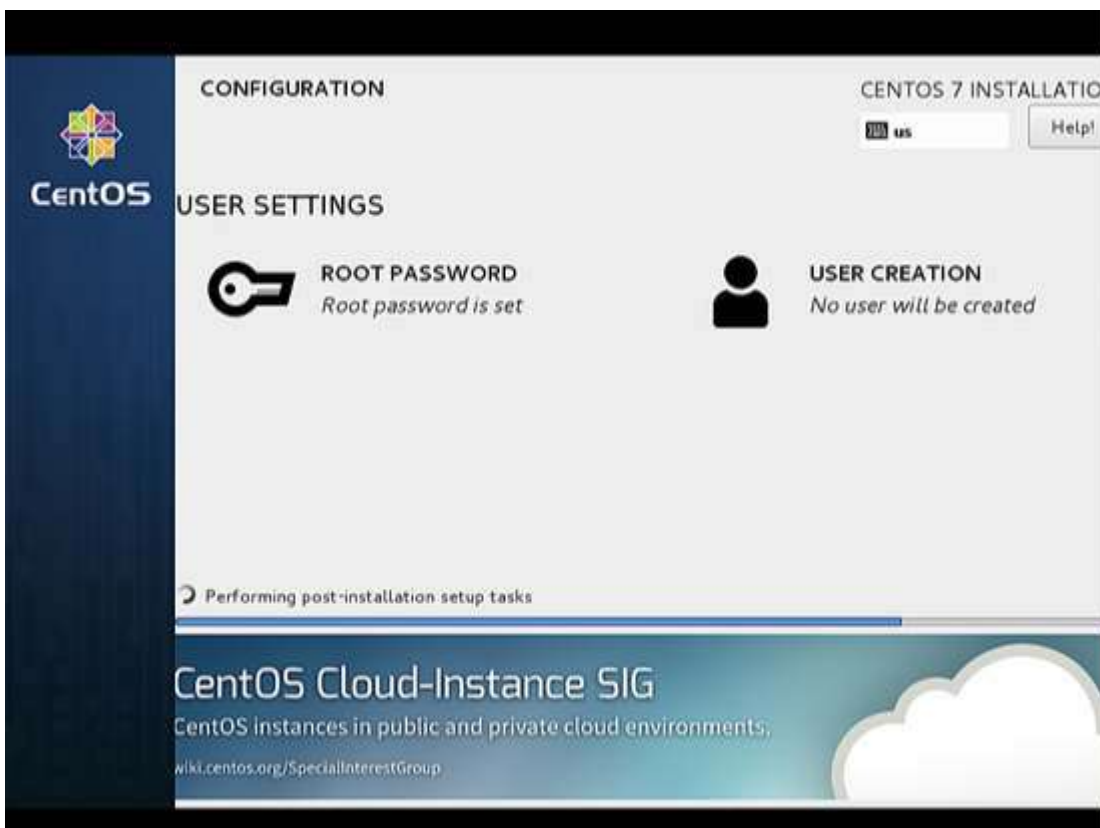 CONFIGURATION
CENTOS 7 INSTALLATIO
us
Help!
CentOS
USER SETTINGS
ROOT PASSWORD
Root password is set
USER CREATION
No user will be created
Performing post-installation setup tasks
CentOS Cloud-Instance SIG
CentOS instances in public and private cloud environments.
wiki.centos.org/SpecialInterestGroup